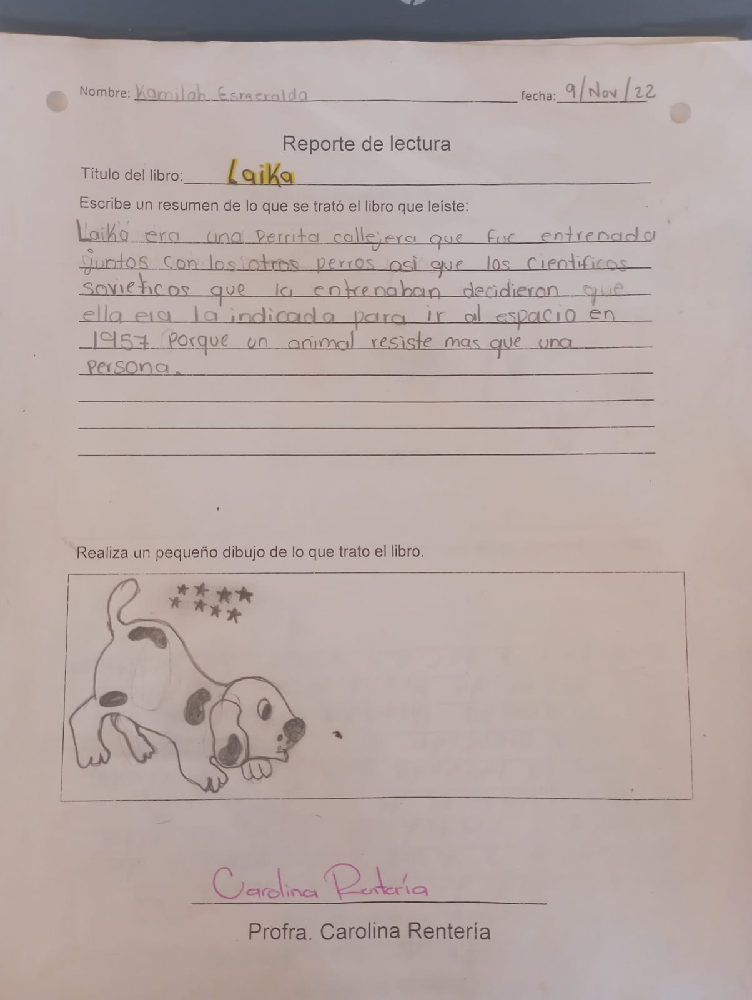 Nombre: Kamilah Esmeralda fecha: 9/Nov/22
Reporte de lectura
Título del libro: Laika
Escribe un resumen de lo que se trató el libro que leíste:
Laika era una perrita callejera que fue entrenada
juntos con los otros perros asi que los cientificos
sovieticos que la entrenaban decidieron que
ella era la indicada para ir al espacio en
1957 porque un animal resiste mas que una
persona.
Realiza un pequeño dibujo de lo que trato el libro.
Carolina Rentería
Profra. Carolina Rentería